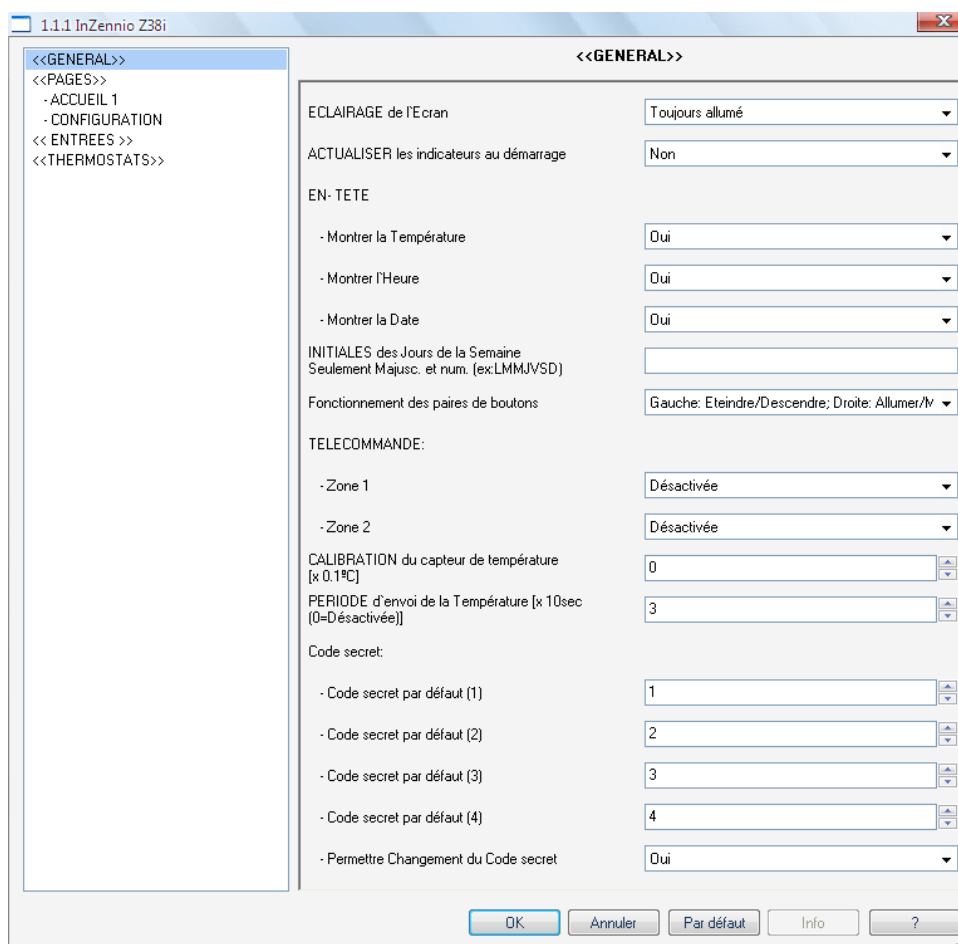 1.1.1 InZennio Z38i
x
<<GENERAL>>
<<PAGES>>
- ACCUEIL 1
- CONFIGURATION
<< ENTREES >>
<<THERMOSTATS>>
<<GENERAL>>
ECLAIRAGE de l'Ecran
Toujours allumé
ACTUALISER les indicateurs au démarrage
Non
EN- TETE
- Montrer la Température
Oui
- Montrer l'Heure
Oui
- Montrer la Date
Oui
INITIALES des Jours de la Semaine
Seulement Majusc. et num. (ex:LMMJVSD)
Fonctionnement des paires de boutons
Gauche: Eteindre/Descendre; Droite: Allumer/M
TELECOMMANDE:
- Zone 1
Désactivée
- Zone 2
Désactivée
CALIBRATION du capteur de température
[x 0.1ºC]
0
PERIODE d'envoi de la Température [x 10sec
(0=Désactivée)]
3
Code secret:
- Code secret par défaut (1)
1
- Code secret par défaut (2)
2
- Code secret par défaut (3)
3
- Code secret par défaut (4)
4
- Permettre Changement du Code secret
Oui
OK
Annuler
Par défaut
Info
?